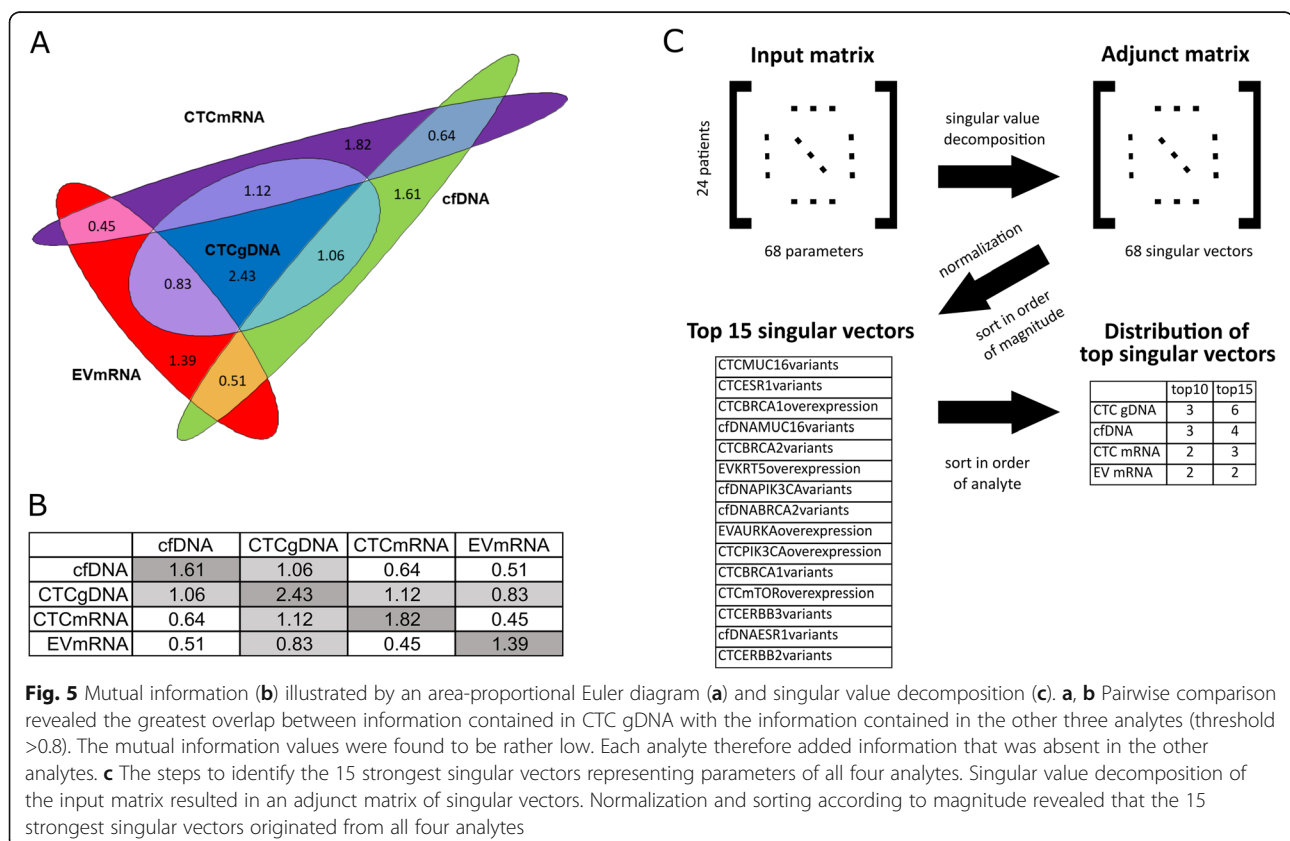 A
CTCmRNA
1.82
0.64
1.12
cfDNA
1.61
0.45
CTCgDNA
1.06
2.43
0.83
1.39
EVmRNA
0.51
B
cfDNA CTCgDNA CTCmRNA EVmRNA
cfDNA 1.61 1.06 0.64 0.51
CTCgDNA 1.06 2.43 1.12 0.83
CTCmRNA 0.64 1.12 1.82 0.45
EVmRNA 0.51 0.83 0.45 1.39
C
Input matrix
24 patients
68 parameters
singular value
decomposition
Adjunct matrix
68 singular vectors
normalization
sort in order
of magnitude
Top 15 singular vectors
CTCMUC16variants
CTCESR1variants
CTCBRCA1overexpression
cfDNAMUC16variants
CTCBRCA2variants
EVKRT5overexpression
cfDNAPIK3CAvariants
cfDNABRCA2variants
EVAURKAoverexpression
CTCPIK3CAoverexpression
CTCBRCA1variants
CTCmTORoverexpression
CTCERBB3variants
cfDNAESR1variants
CTCERBB2variants
sort in order
of analyte
Distribution of
top singular vectors
top10 top15
CTC gDNA 3 6
cfDNA 3 4
CTC mRNA 2 3
EV mRNA 2 2
Fig. 5 Mutual information (b) illustrated by an area-proportional Euler diagram (a) and singular value decomposition (c). a, b Pairwise comparison
revealed the greatest overlap between information contained in CTC gDNA with the information contained in the other three analytes (threshold
>0.8). The mutual information values were found to be rather low. Each analyte therefore added information that was absent in the other
analytes. c The steps to identify the 15 strongest singular vectors representing parameters of all four analytes. Singular value decomposition of
the input matrix resulted in an adjunct matrix of singular vectors. Normalization and sorting according to magnitude revealed that the 15
strongest singular vectors originated from all four analytes